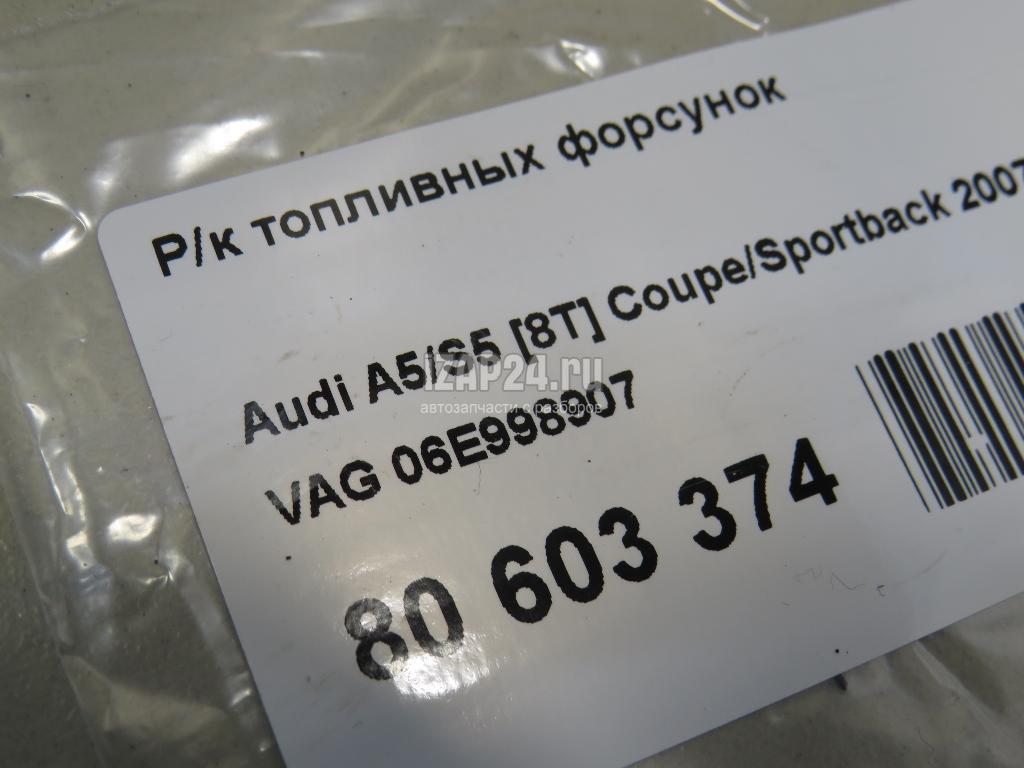 Р/к топливных форсунок
Audi A5/S5 [8T] Coupe/Sportback 2007
iZAP24.ru
автозапчасти с разборов
VAG 06E998907
80 603 374